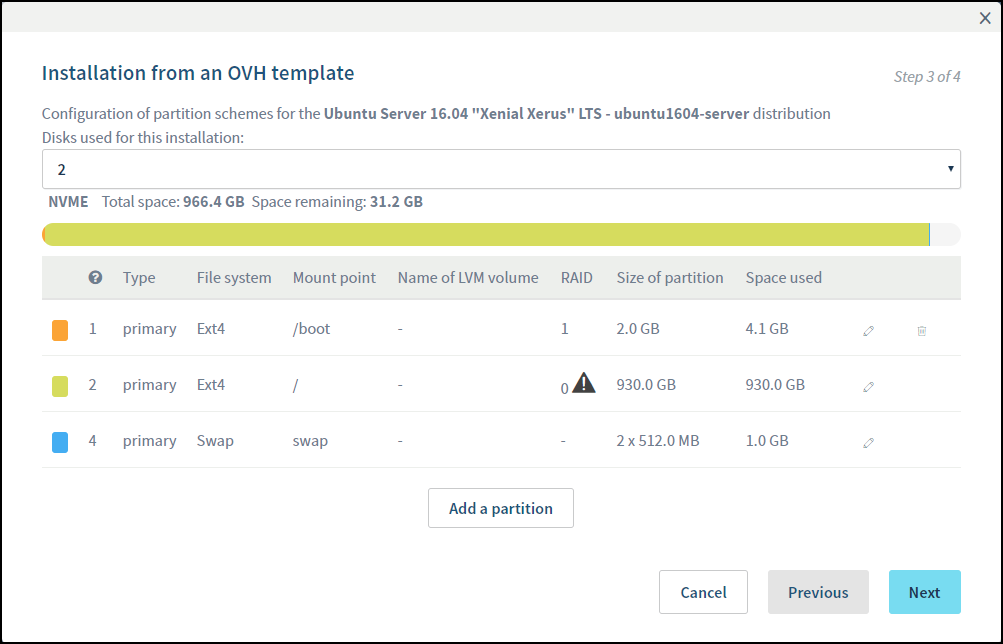 Installation from an OVH template
Step 3 of 4
Configuration of partition schemes for the Ubuntu Server 16.04 "Xenial Xerus" LTS - ubuntu1604-server distribution
Disks used for this installation:
2
NVME Total space: 966.4 GB Space remaining: 31.2 GB
? Type File system Mount point Name of LVM volume RAID Size of partition Space used
1 primary Ext4 /boot - 1 2.0 GB 4.1 GB
2 primary Ext4 / - 0 930.0 GB 930.0 GB
4 primary Swap swap - - 2 x 512.0 MB 1.0 GB
Add a partition
Cancel Previous Next